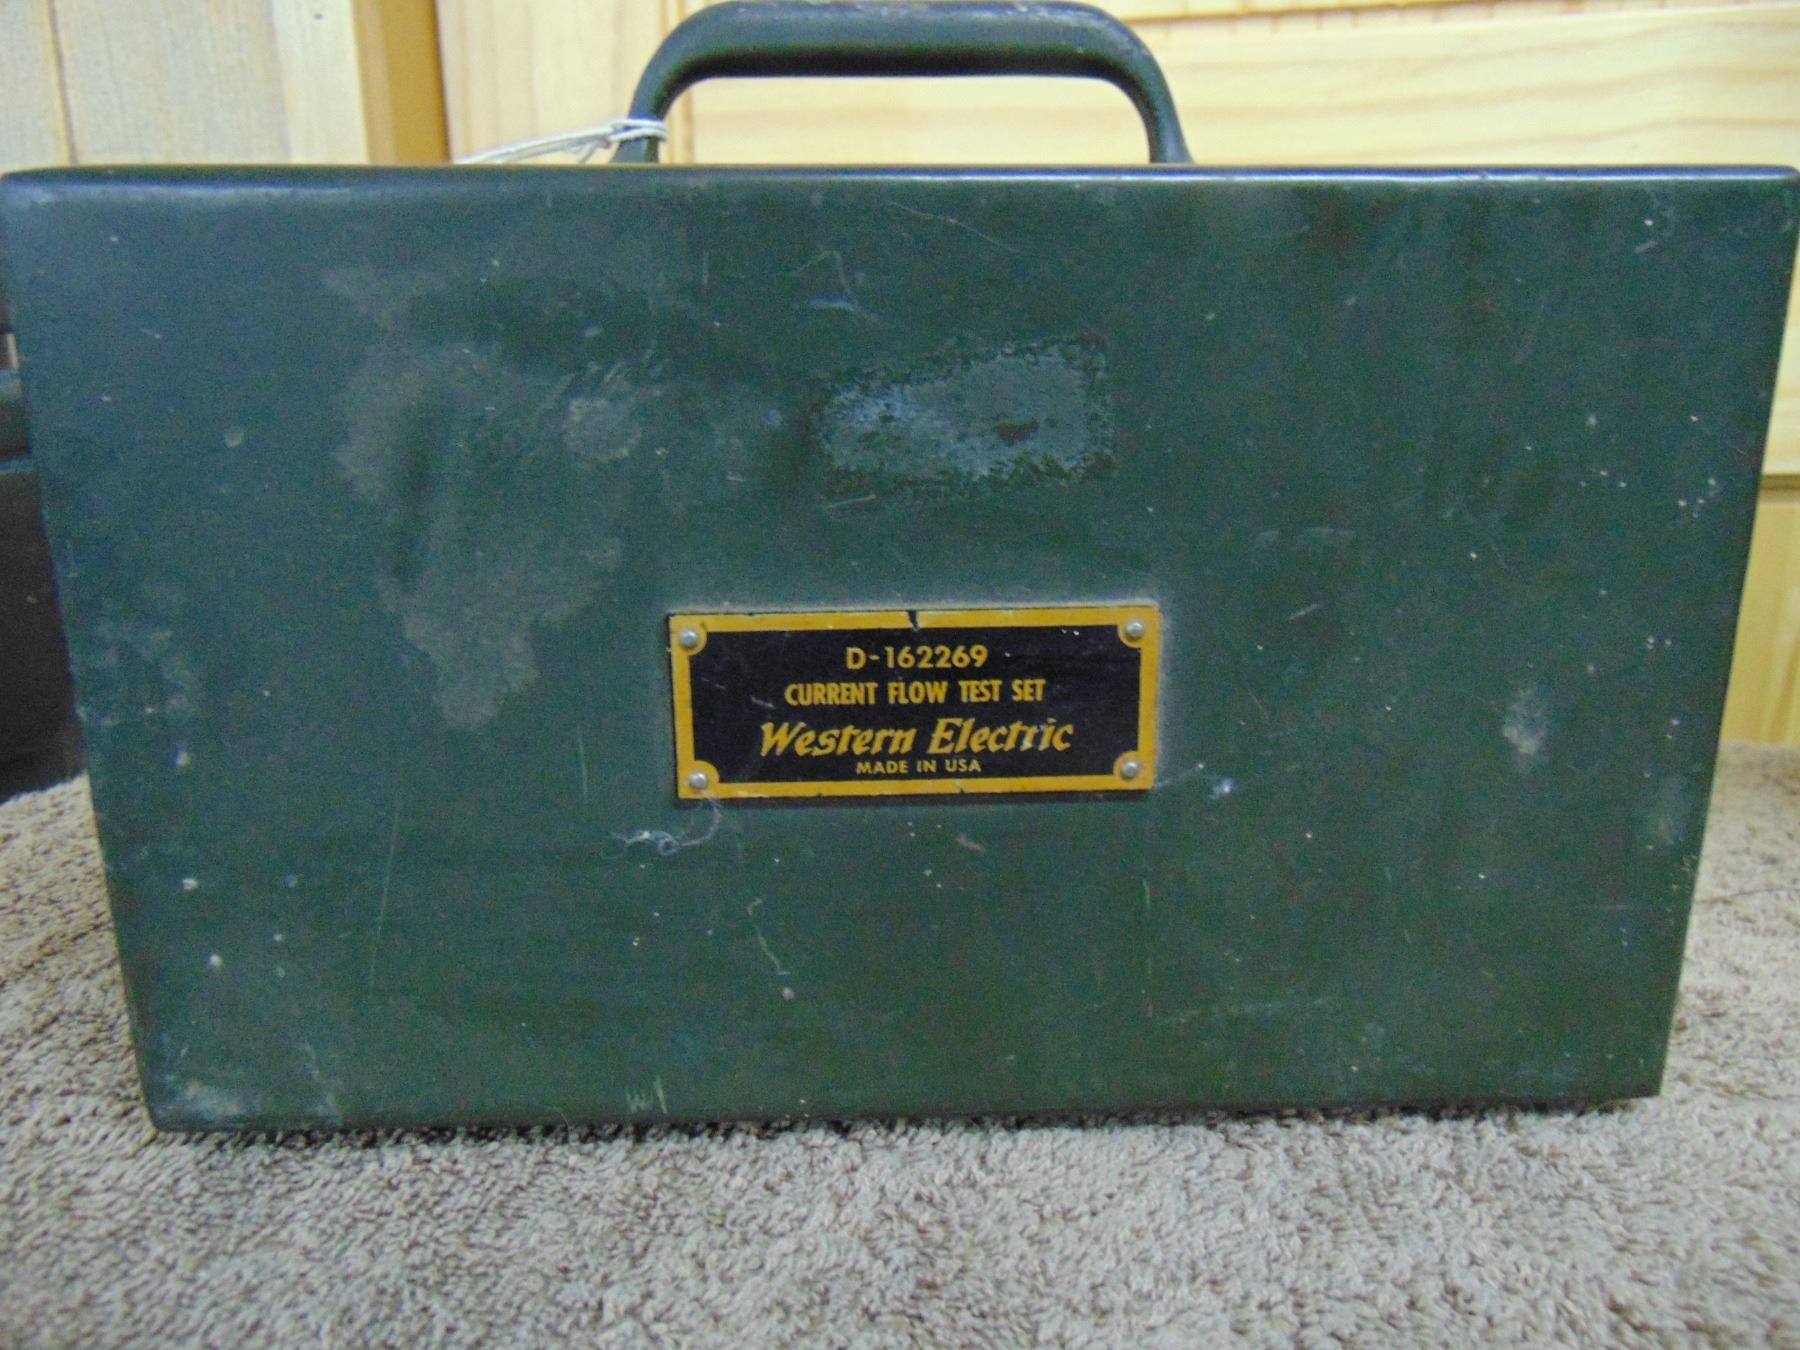 D-162269
CURRENT FLOW TEST SET
Western Electric
MADE IN USA